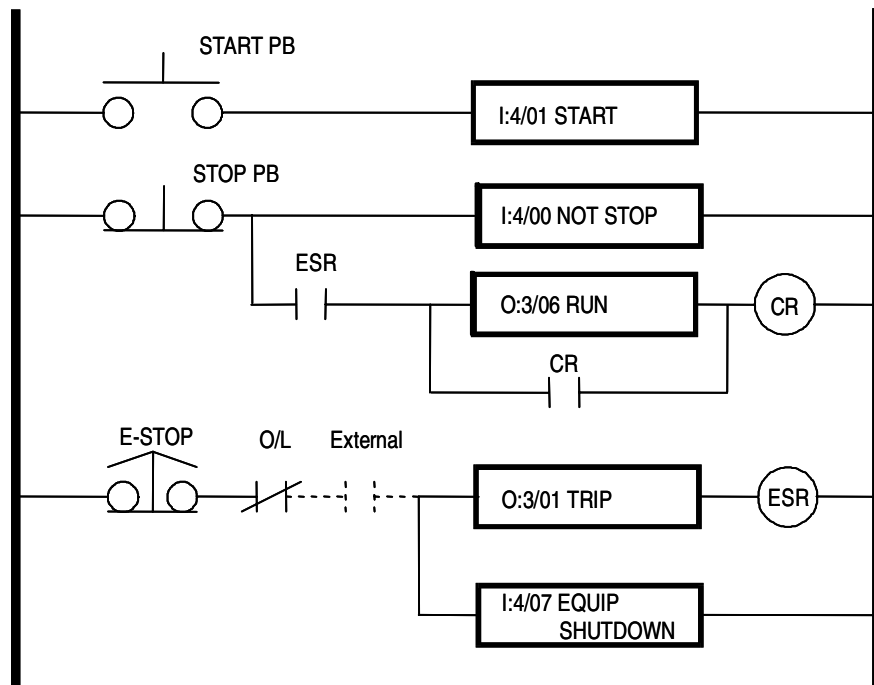 START PB
I:4/01 START
STOP PB
I:4/00 NOT STOP
ESR
O:3/06 RUN
CR
CR
E-STOP
O/L
External
O:3/01 TRIP
ESR
I:4/07 EQUIP
SHUTDOWN